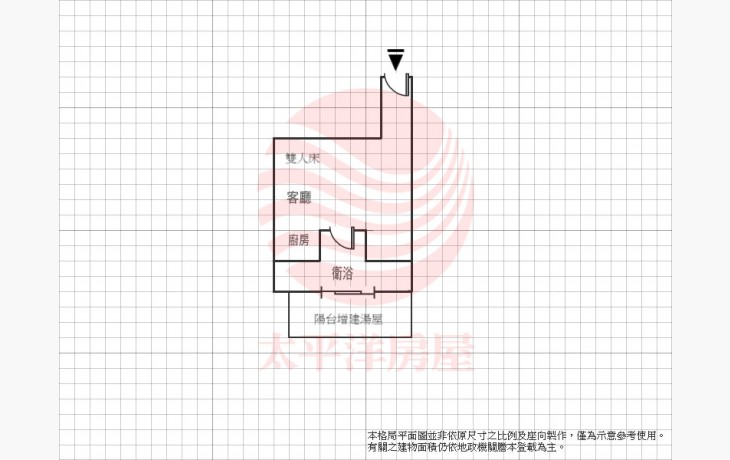 雙人床
客廳
廚房
衛浴
陽台增建湯屋
太平洋房屋
本格局平面圖並非依原尺寸之比例及座向製作，僅為示意參考使用。
有關之建物面積仍依地政機關謄本登載為主。